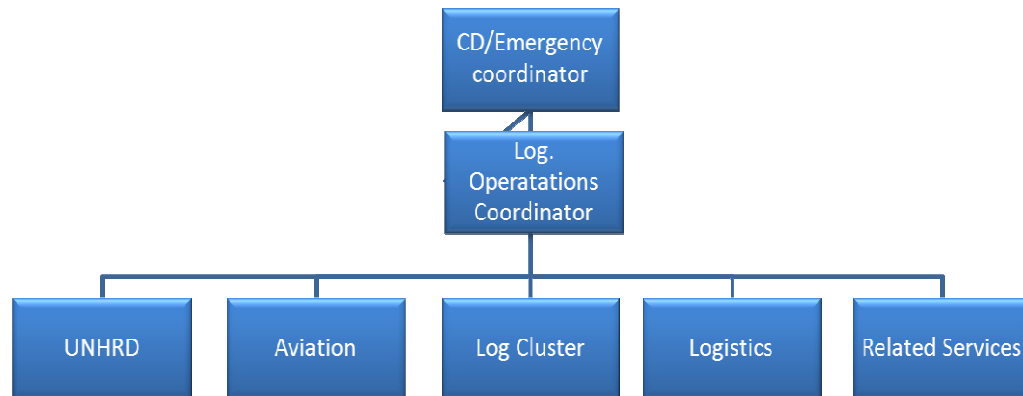 CD/Emergency
coordinator
Log.
Operatations
Coordinator
UNHRD
Aviation
Log Cluster
Logistics
Related Services